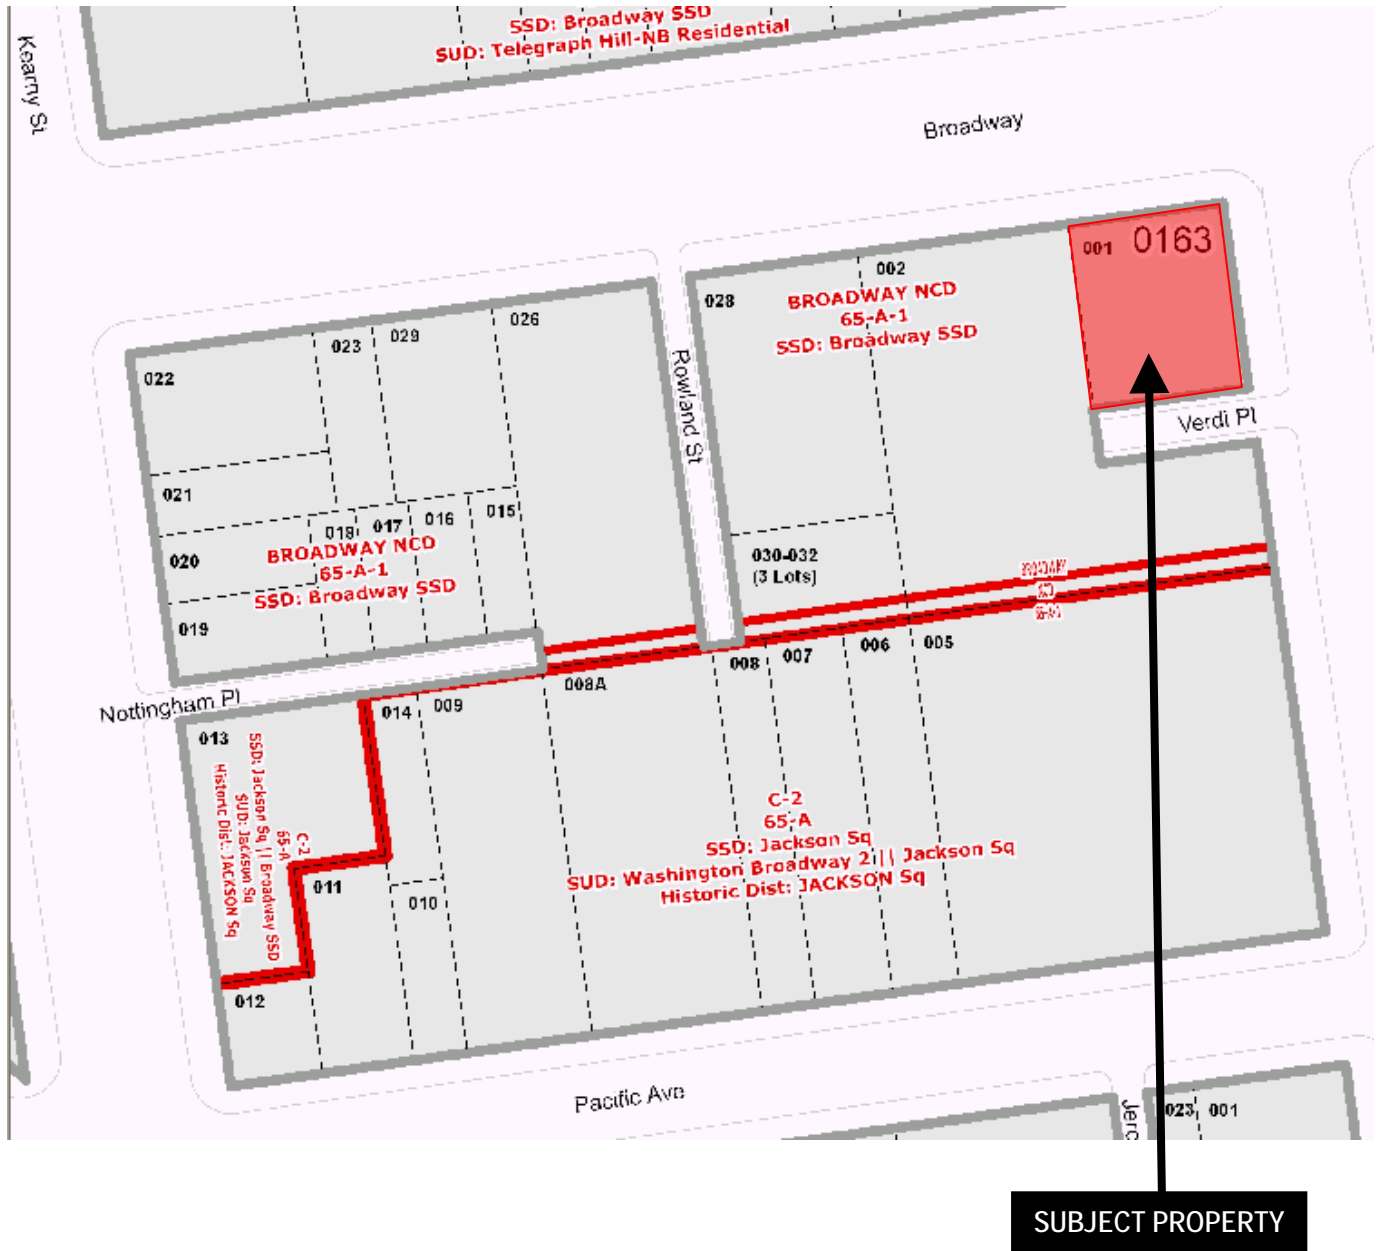 SSD: Broadway SSD
SUD: Telegraph Hill-NB Residential
Kearny St
Broadway
001 0163
002
028
BROADWAY NCD
65-A-1
SSD: Broadway SSD
026
029
023
022
Rowland St
Verdi Pl
021
015
016
017
018
020
BROADWAY NCD
65-A-1
SSD: Broadway SSD
030-032
(3 Lots)
019
BROADWAY
NCD
65-A-1
005
006
007
008
008A
Nottingham Pl
009
014
013
SSD: Jackson Sq || Broadway SSD
SUD: Jackson Sq
Historic Dist: JACKSON Sq
C-2
65-A
C-2
65-A
SSD: Jackson Sq
SUD: Washington Broadway 2 || Jackson Sq
Historic Dist: JACKSON Sq
011
010
012
Pacific Ave
Jero
023
001
SUBJECT PROPERTY